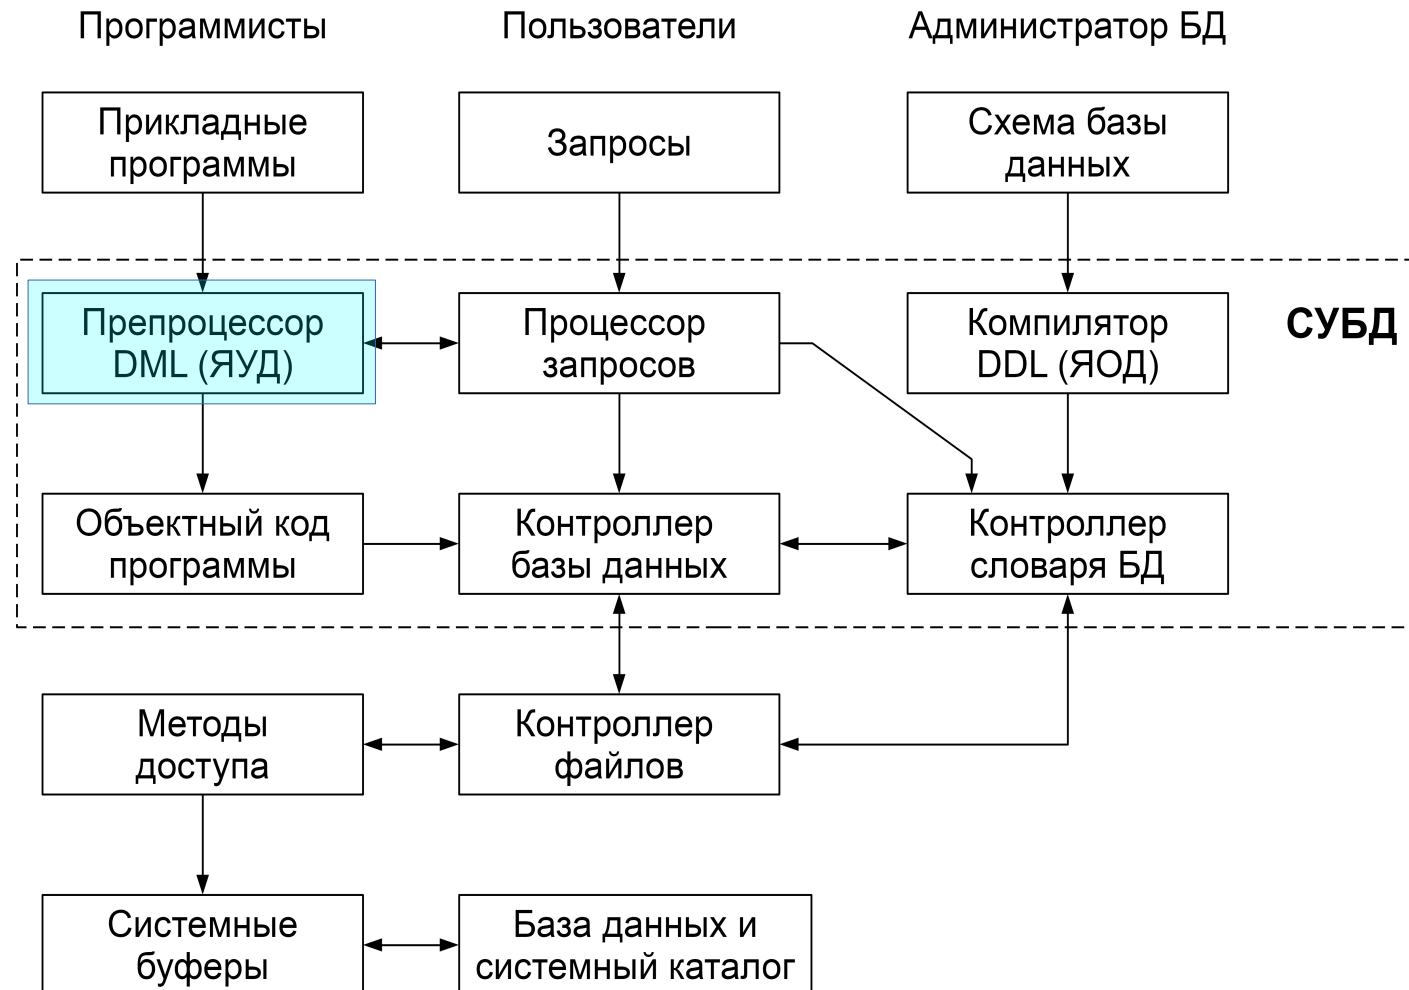 Программисты
Пользователи
Администратор БД
Прикладные
программы
Запросы
Схема базы
данных
Препроцессор
DML (ЯУД)
Процессор
запросов
Компилятор
DDL (ЯОД)
СУБД
Объектный код
программы
Контроллер
базы данных
Контроллер
словаря БД
Методы
доступа
Контроллер
файлов
Системные
буферы
База данных и
системный каталог